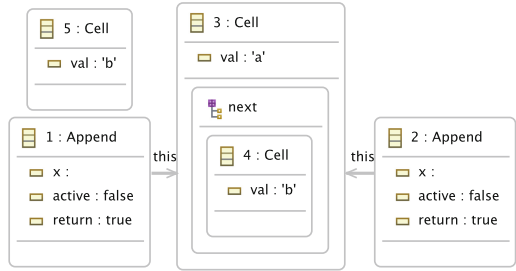 5 : Cell
val : 'b'
3 : Cell
val : 'a'
next
4 : Cell
val : 'b'
1 : Append
x :
active : false
return : true
this
this
2 : Append
x :
active : false
return : true